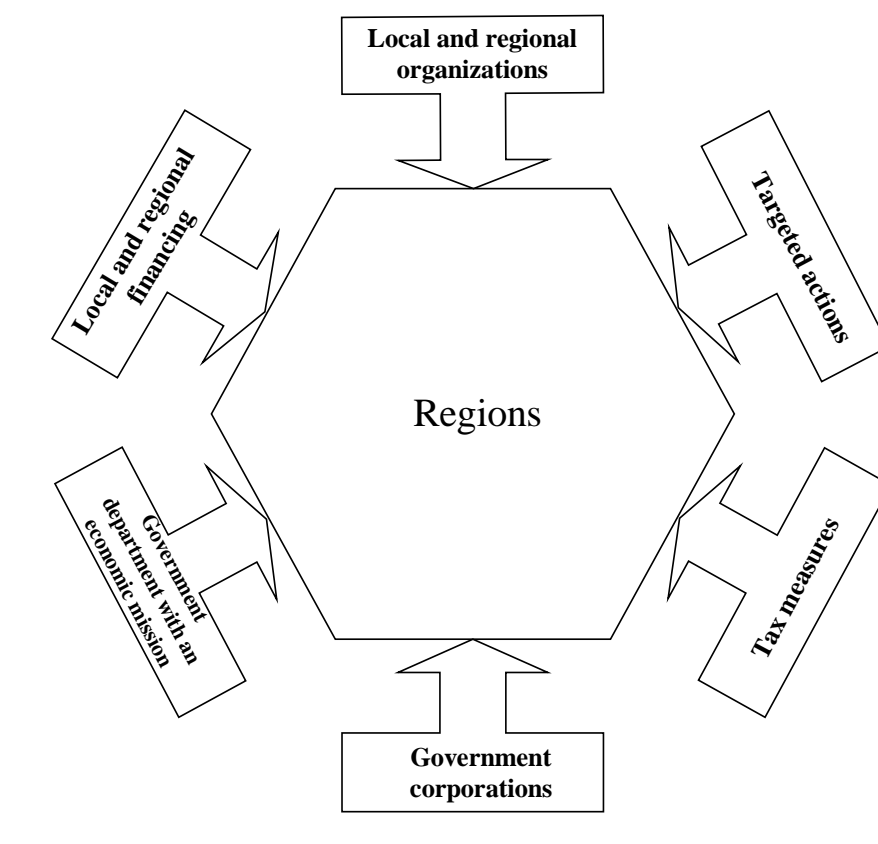 Local and regional
organizations
Local and regional
financing
Targeted actions
Regions
Government
department with an
economic mission
Tax measures
Government
corporations